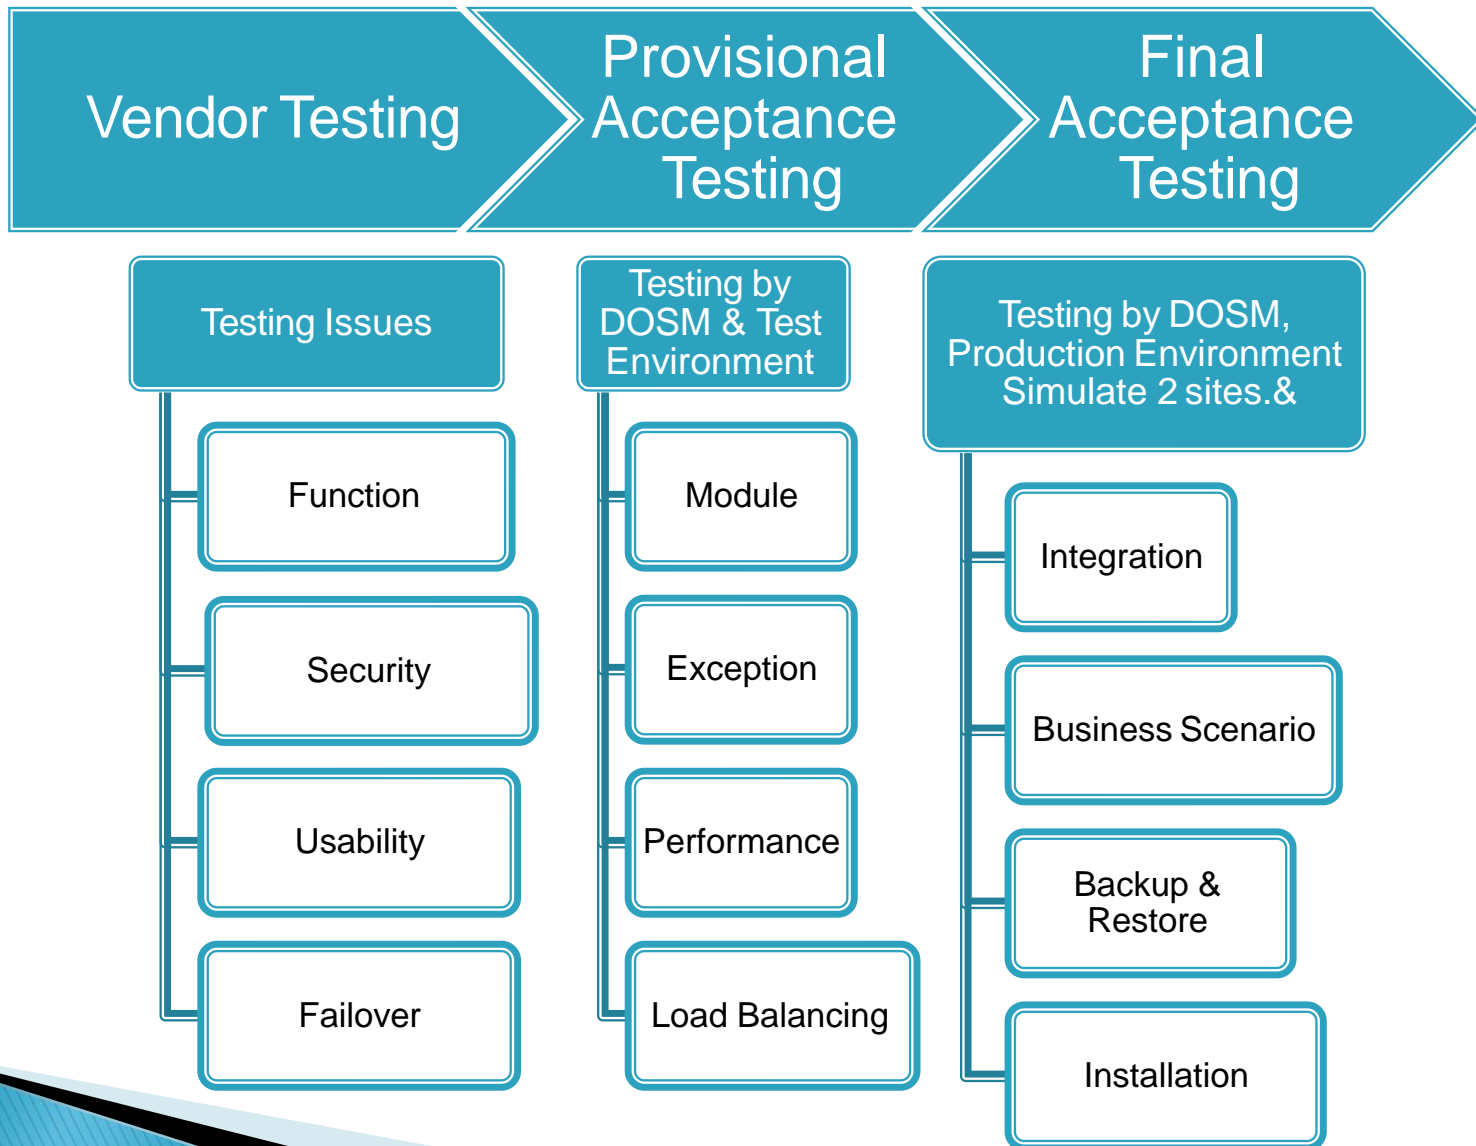 Vendor Testing
Provisional
Acceptance
Testing
Final
Acceptance
Testing
Testing Issues
Function
Security
Usability
Failover
Testing by
DOSM & Test
Environment
Module
Exception
Performance
Load Balancing
Testing by DOSM,
Production Environment
Simulate 2 sites.&
Integration
Business Scenario
Backup &
Restore
Installation